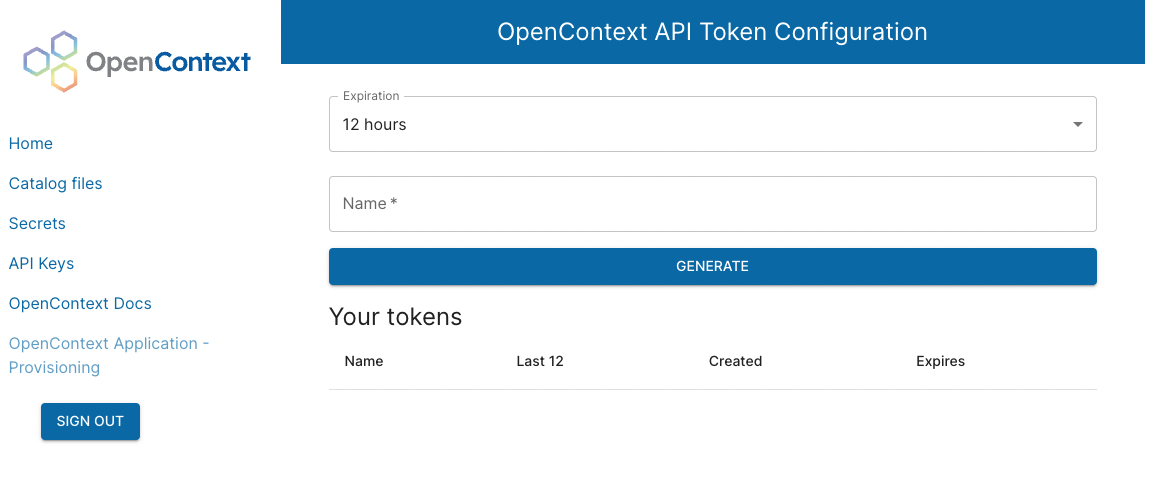 OpenContext
Home
Catalog files
Secrets
API Keys
OpenContext Docs
OpenContext Application -
Provisioning
SIGN OUT
OpenContext API Token Configuration
Expiration
12 hours
Name *
GENERATE
Your tokens
Name Last 12 Created Expires